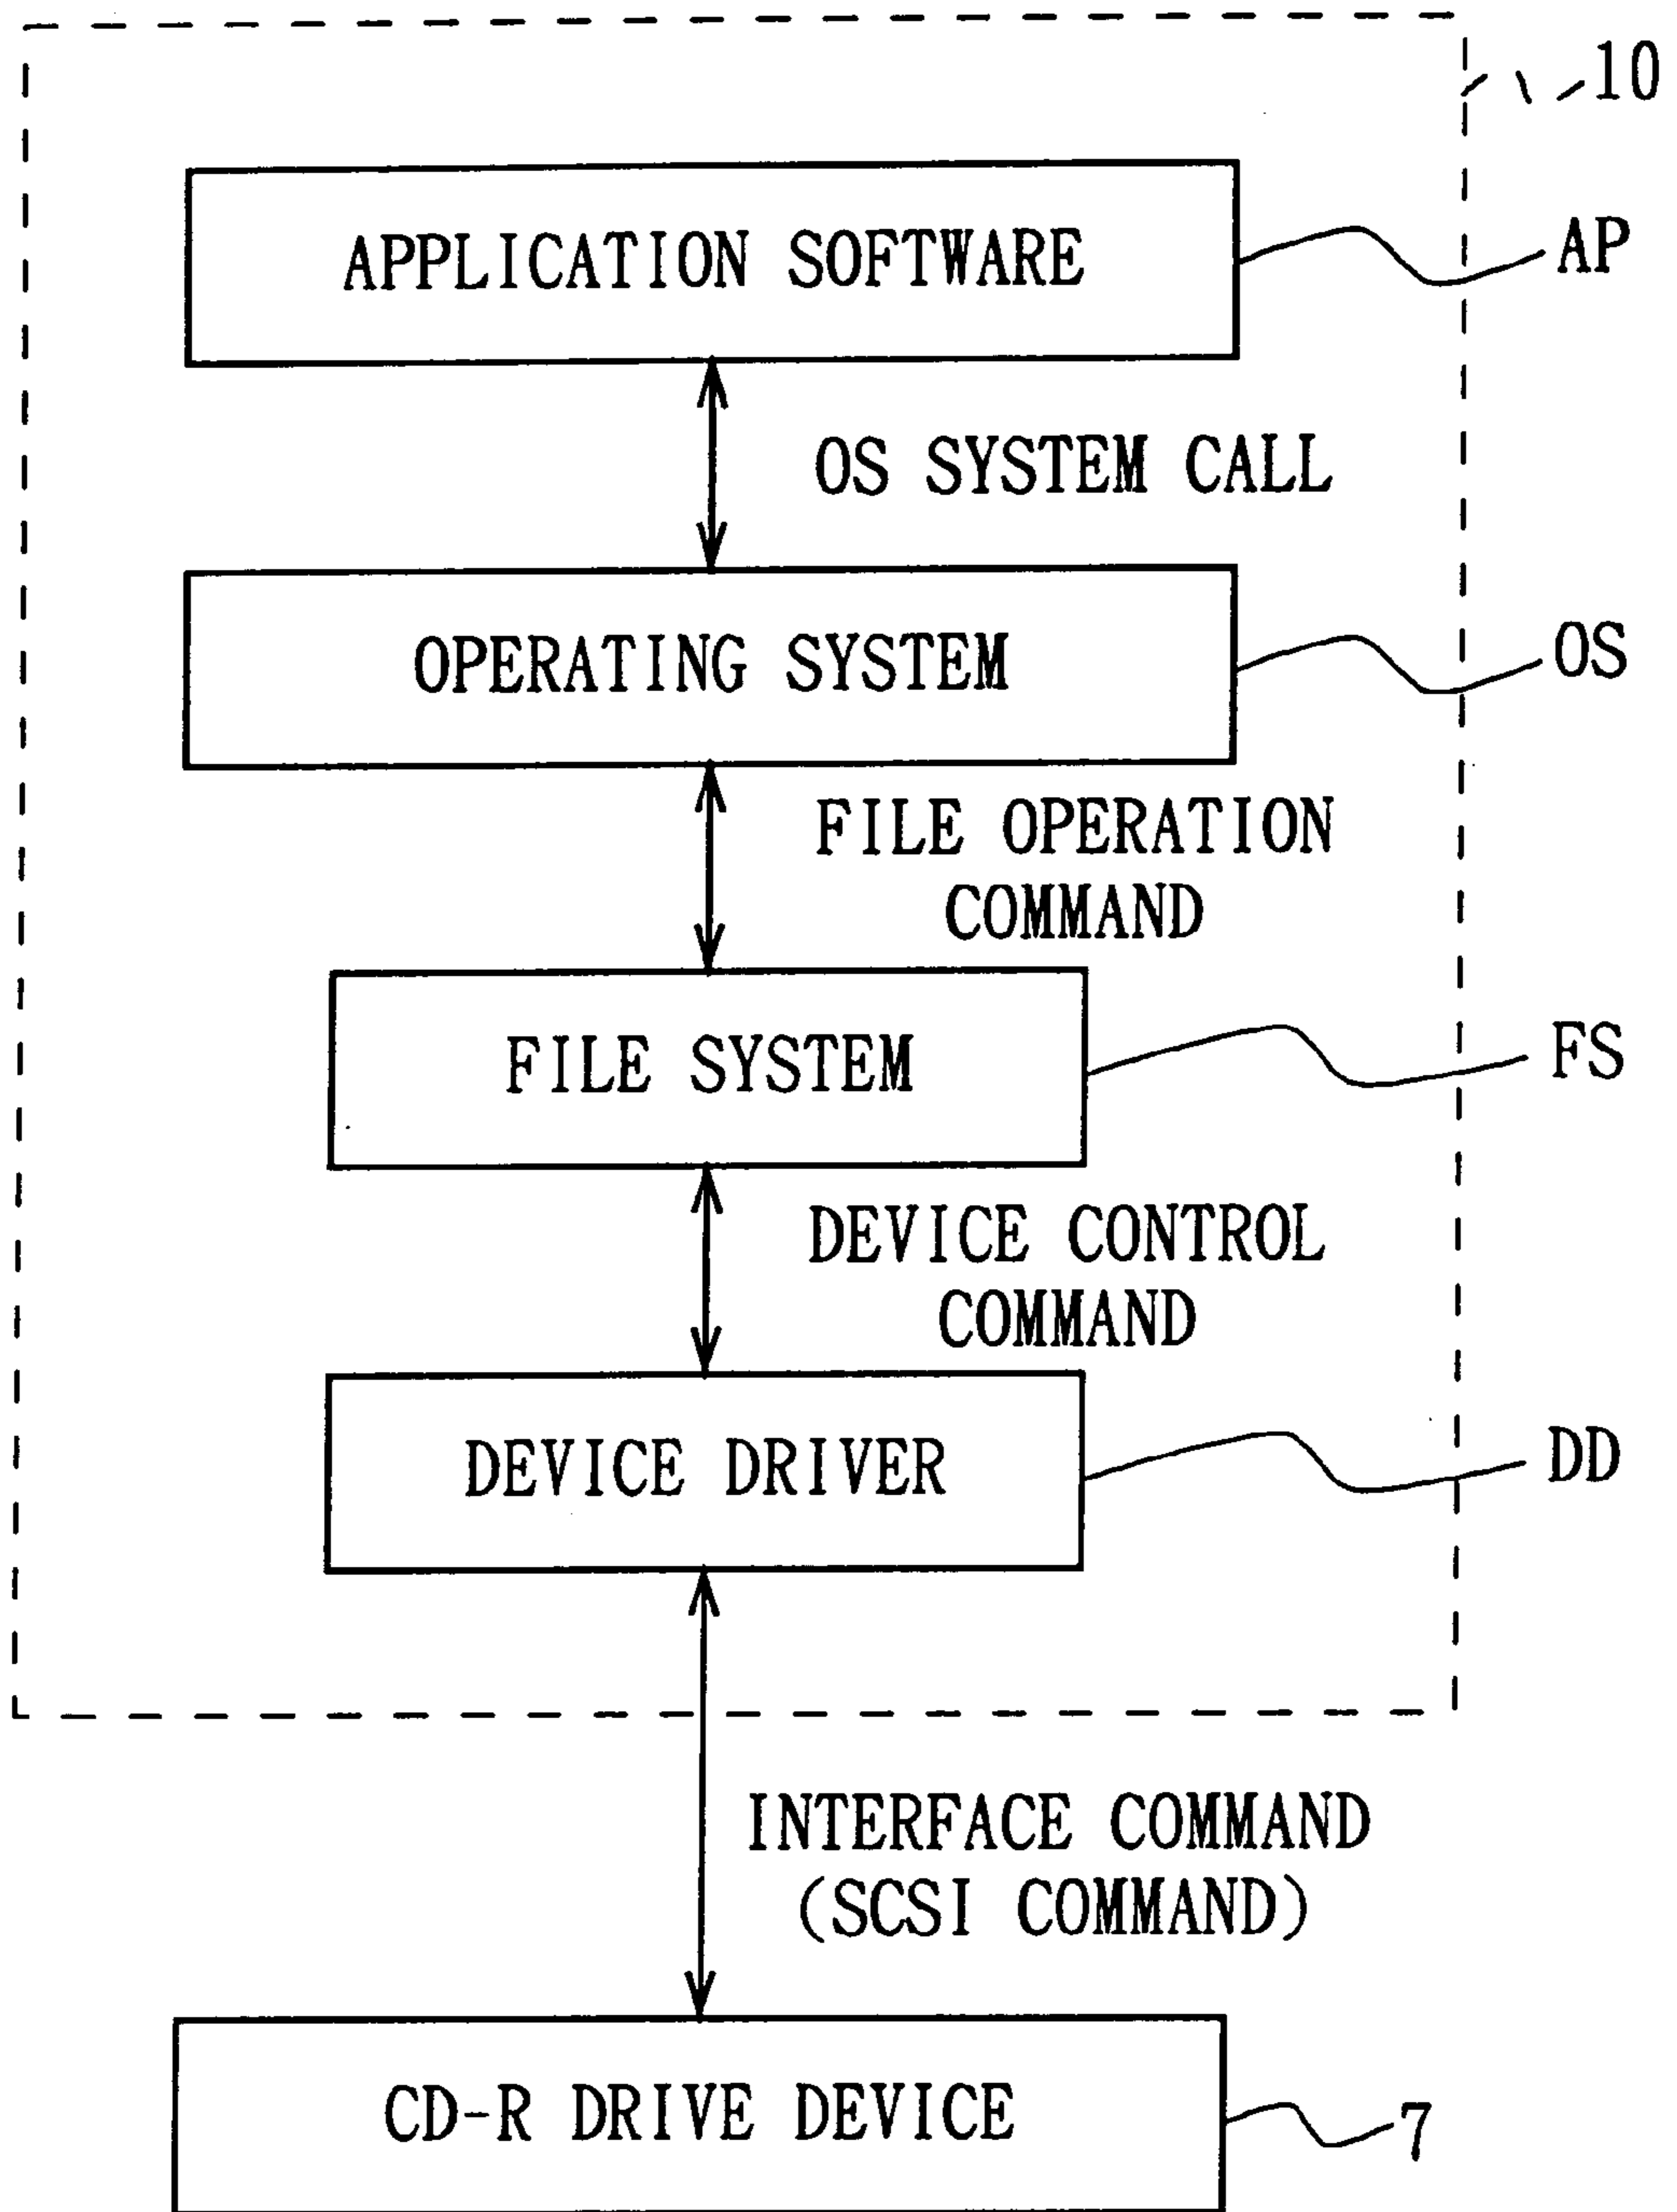 10
APPLICATION SOFTWARE
AP
OS SYSTEM CALL
OPERATING SYSTEM
OS
FILE OPERATION
COMMAND
FILE SYSTEM
FS
DEVICE CONTROL
COMMAND
DEVICE DRIVER
DD
INTERFACE COMMAND
(SCSI COMMAND)
CD-R DRIVE DEVICE
7